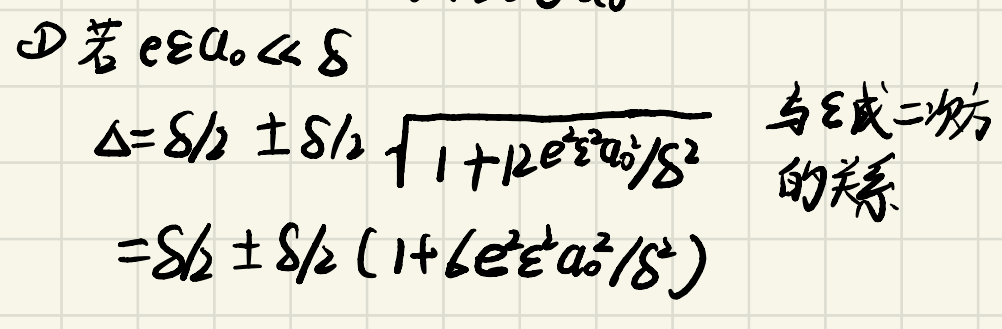 ① 若 eεa₀ << δ
Δ = δ/2 ± δ/2 √(1 + 12e²ε²a₀²/δ²)
与 ε 成二次方
的关系
= δ/2 ± δ/2 (1 + 6e²ε²a₀²/δ²)